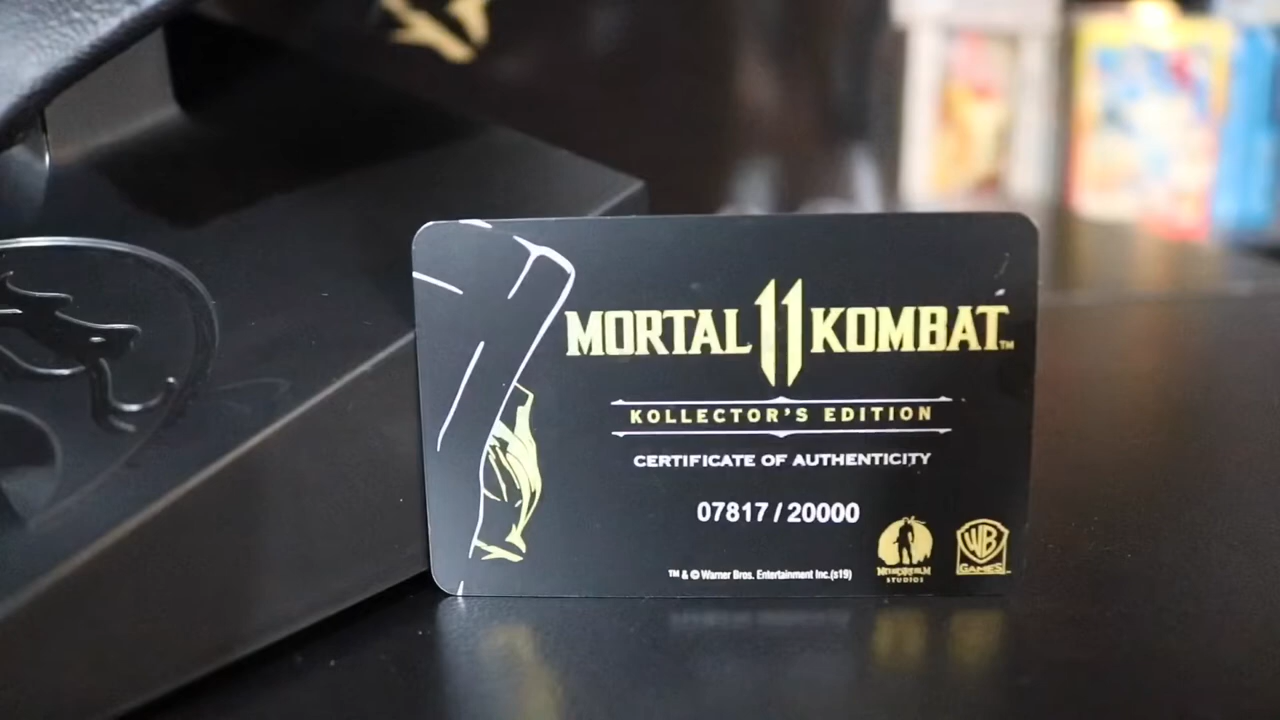 MORTAL 11 KOMBAT™
KOLLECTOR'S EDITION
CERTIFICATE OF AUTHENTICITY
07817 / 20000
™ & © Warner Bros. Entertainment Inc.(s19)
NETHERREALM
STUDIOS
WB
GAMES™